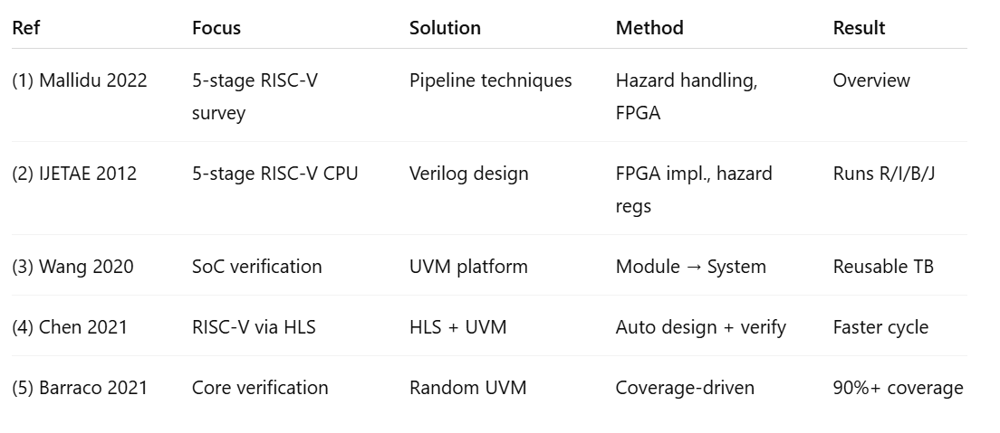 Ref Focus Solution Method Result
(1) Mallidu 2022 5-stage RISC-V survey Pipeline techniques Hazard handling, FPGA Overview
(2) IJETAE 2012 5-stage RISC-V CPU Verilog design FPGA impl., hazard regs Runs R/I/B/J
(3) Wang 2020 SoC verification UVM platform Module → System Reusable TB
(4) Chen 2021 RISC-V via HLS HLS + UVM Auto design + verify Faster cycle
(5) Barraco 2021 Core verification Random UVM Coverage-driven 90%+ coverage